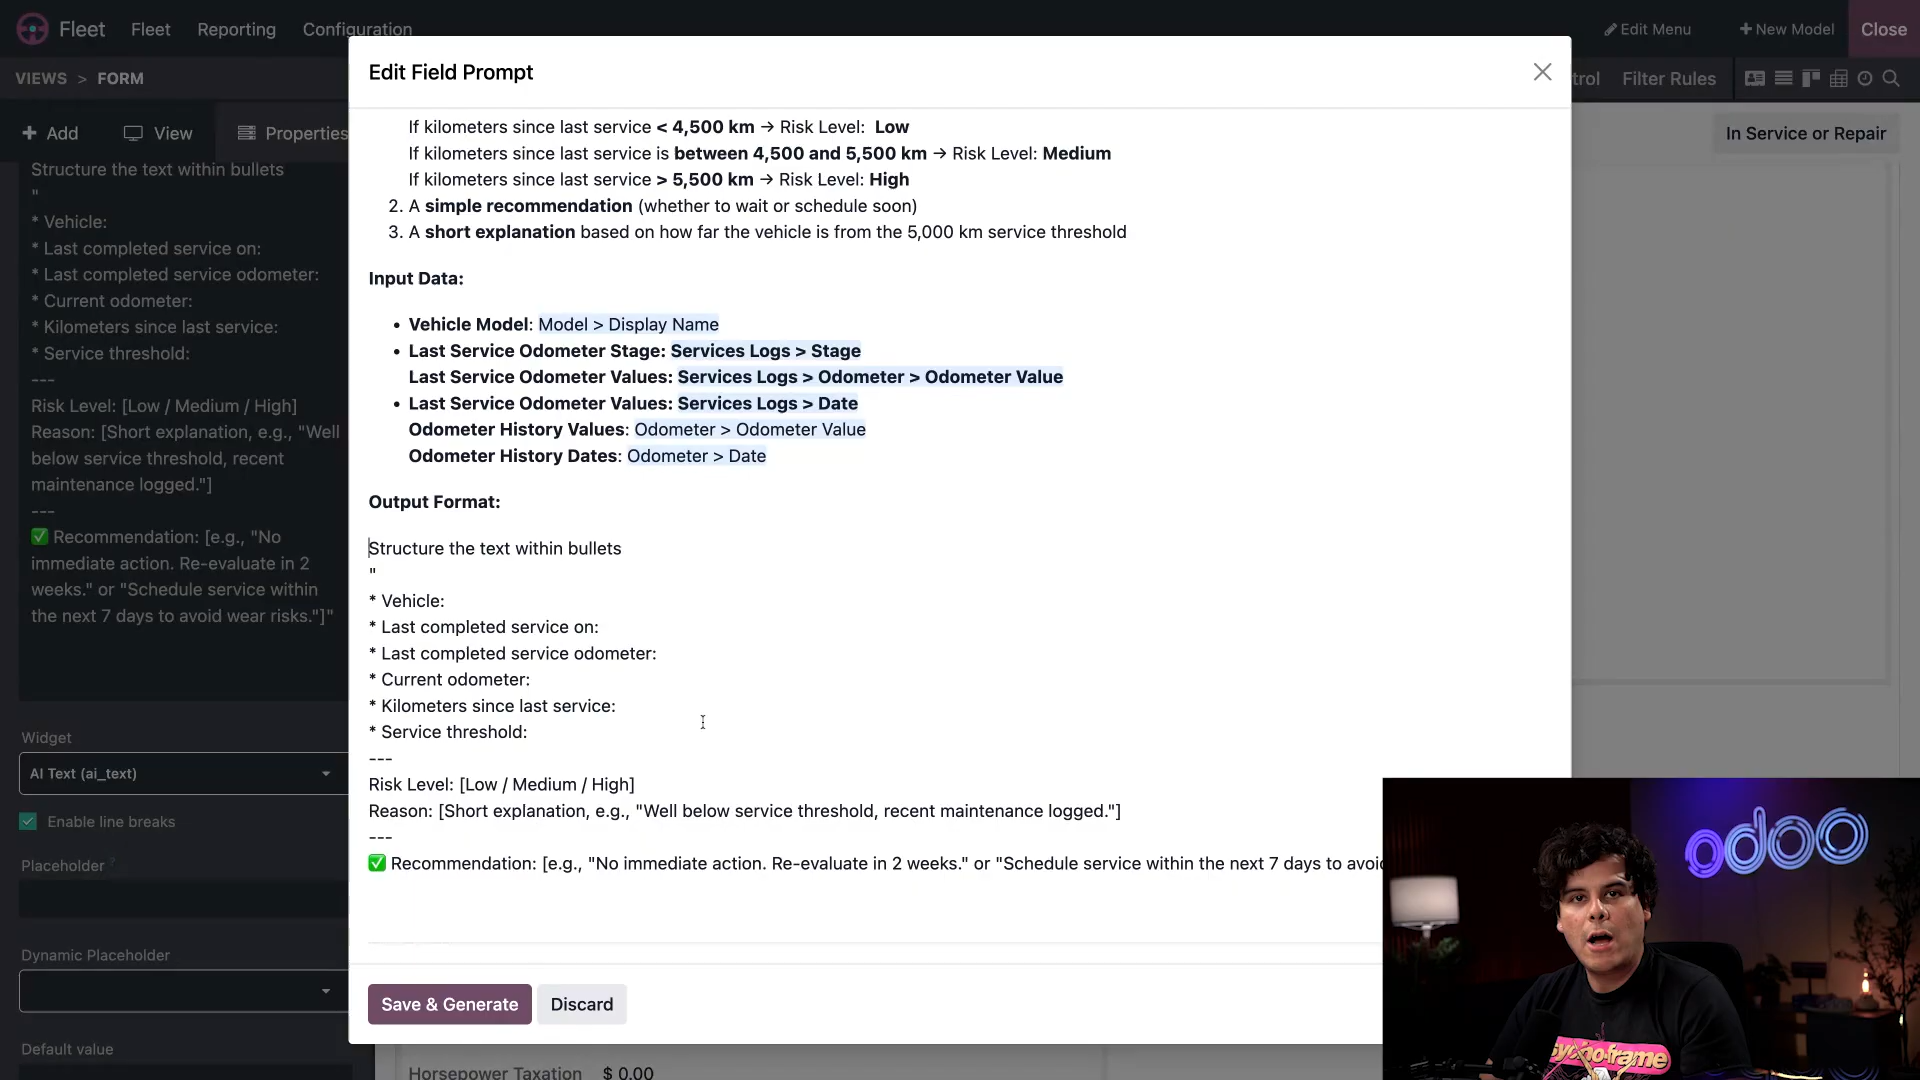 Fleet
Fleet
Reporting
Configuration
Edit Menu
+ New Model
Close
VIEWS > FORM
trol
Filter Rules
+ Add
View
Properties
In Service or Repair
Structure the text within bullets
"
* Vehicle:
* Last completed service on:
* Last completed service odometer:
* Current odometer:
* Kilometers since last service:
* Service threshold:
---
Risk Level: [Low / Medium / High]
Reason: [Short explanation, e.g., "Well
below service threshold, recent
maintenance logged."]
---
✅ Recommendation: [e.g., "No
immediate action. Re-evaluate in 2
weeks." or "Schedule service within
the next 7 days to avoid wear risks."]"
Widget
AI Text (ai_text)
Enable line breaks
Placeholder ?
Dynamic Placeholder
Default value
Edit Field Prompt
If kilometers since last service < 4,500 km → Risk Level: Low
If kilometers since last service is between 4,500 and 5,500 km → Risk Level: Medium
If kilometers since last service > 5,500 km → Risk Level: High
2. A simple recommendation (whether to wait or schedule soon)
3. A short explanation based on how far the vehicle is from the 5,000 km service threshold
Input Data:
• Vehicle Model: Model > Display Name
• Last Service Odometer Stage: Services Logs > Stage
Last Service Odometer Values: Services Logs > Odometer > Odometer Value
• Last Service Odometer Values: Services Logs > Date
Odometer History Values: Odometer > Odometer Value
Odometer History Dates: Odometer > Date
Output Format:
Structure the text within bullets
"
* Vehicle:
* Last completed service on:
* Last completed service odometer:
* Current odometer:
* Kilometers since last service:
* Service threshold:
---
Risk Level: [Low / Medium / High]
Reason: [Short explanation, e.g., "Well below service threshold, recent maintenance logged."]
---
✅ Recommendation: [e.g., "No immediate action. Re-evaluate in 2 weeks." or "Schedule service within the next 7 days to avoid
Save & Generate
Discard
Horsepower Taxation $ 0.00
odoo
psycho-frame